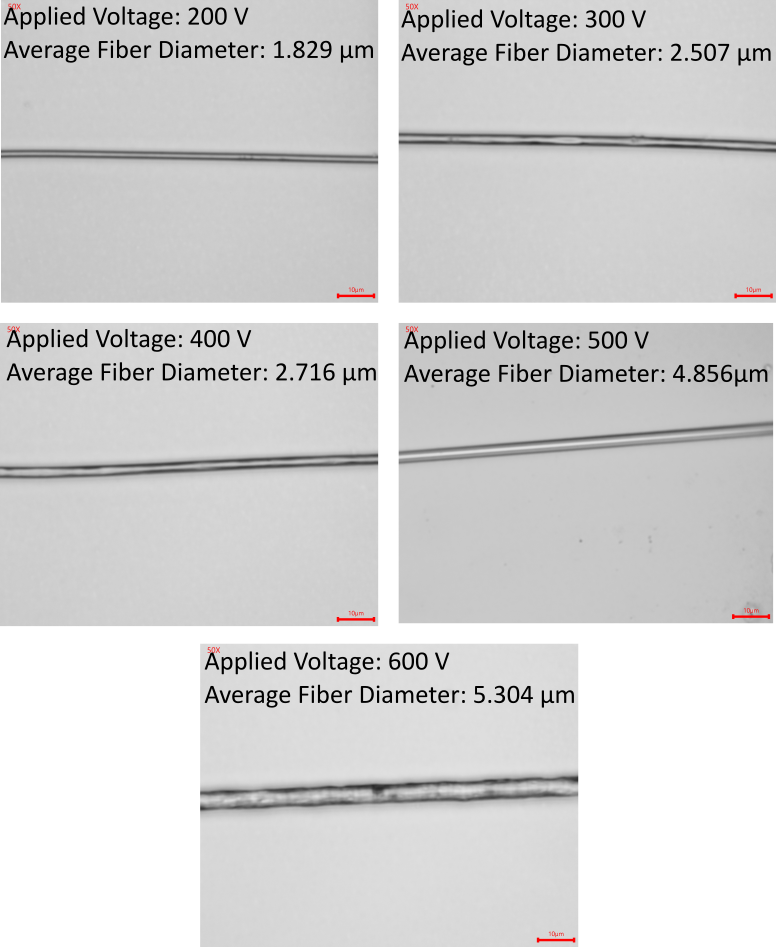 50X
Applied Voltage: 200 V
Average Fiber Diameter: 1.829 µm
10µm
50X
Applied Voltage: 300 V
Average Fiber Diameter: 2.507 µm
10µm
50X
Applied Voltage: 400 V
Average Fiber Diameter: 2.716 µm
10µm
50X
Applied Voltage: 500 V
Average Fiber Diameter: 4.856µm
10µm
50X
Applied Voltage: 600 V
Average Fiber Diameter: 5.304 µm
10µm